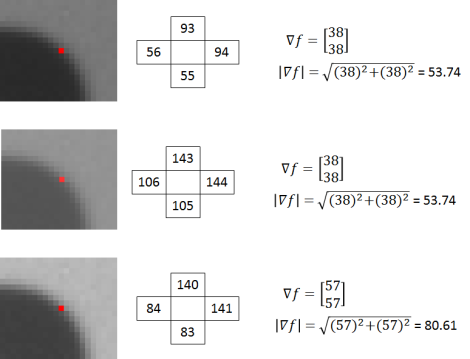 93
56 94
55
∇f = [38 38]
|∇f| = √(38)²+(38)² = 53.74
143
106 144
105
∇f = [38 38]
|∇f| = √(38)²+(38)² = 53.74
140
84 141
83
∇f = [57 57]
|∇f| = √(57)²+(57)² = 80.61